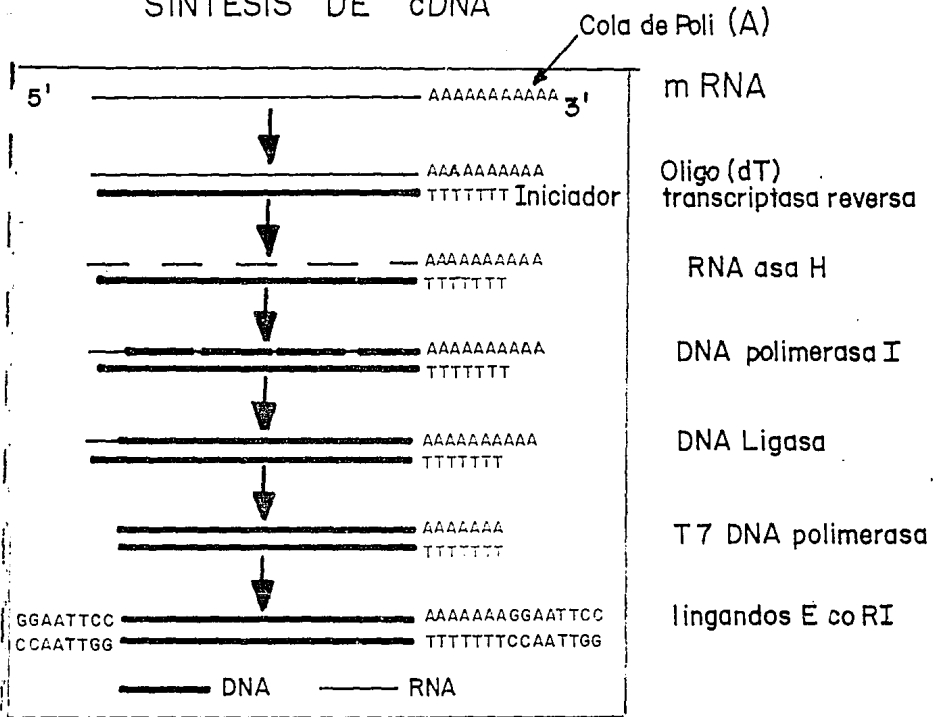 SINTESIS DE cDNA
Cola de Poli (A)
5' AAAAAAAAAAA 3' mRNA
AAAAAAAAAA Oligo (dT)
TTTTTTT Iniciador transcriptasa reversa
AAAAAAAAAA RNA asa H
TTTTTTT
AAAAAAAAAA DNA polimerasa I
TTTTTTT
AAAAAAAAAA DNA Ligasa
TTTTTTT
AAAAAAA T7 DNA polimerasa
TTTTTTT
GGAATTCC AAAAAAAGGAATTCC lingandos E co RI
CCAATTGG TTTTTTTCCAATTGG
DNA RNA